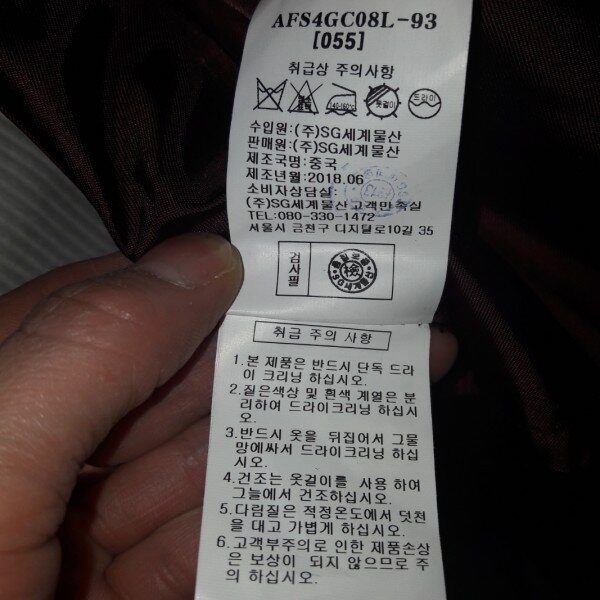 AFS4GC08L-93
[055]
취급상 주의사항
140-160℃ 옷걸이 드라이
수입원:(주)SG세계물산
판매원:(주)SG세계물산
제조국명:중국
제조년월:2018.06
소비자상담실:
(주)SG세계물산고객만족실
TEL:080-330-1472
서울시 금천구 디지털로10길 35
검사필
취급 주의 사항
1.본 제품은 반드시 단독 드라
이 크리닝 하십시오.
2.짙은색상 및 흰색 계열은 분
리하여 드라이크리닝 하십시
오.
3.반드시 옷을 뒤집어서 그물
망에싸서 드라이크리닝 하십
시오.
4.건조는 옷걸이를 사용 하여
그늘에서 건조하십시오.
5.다림질은 적정온도에서 덧천
을 대고 가볍게 하십시오.
6.고객부주의로 인한 제품손상
은 보상이 되지 않으므로 주
의 하십시오.